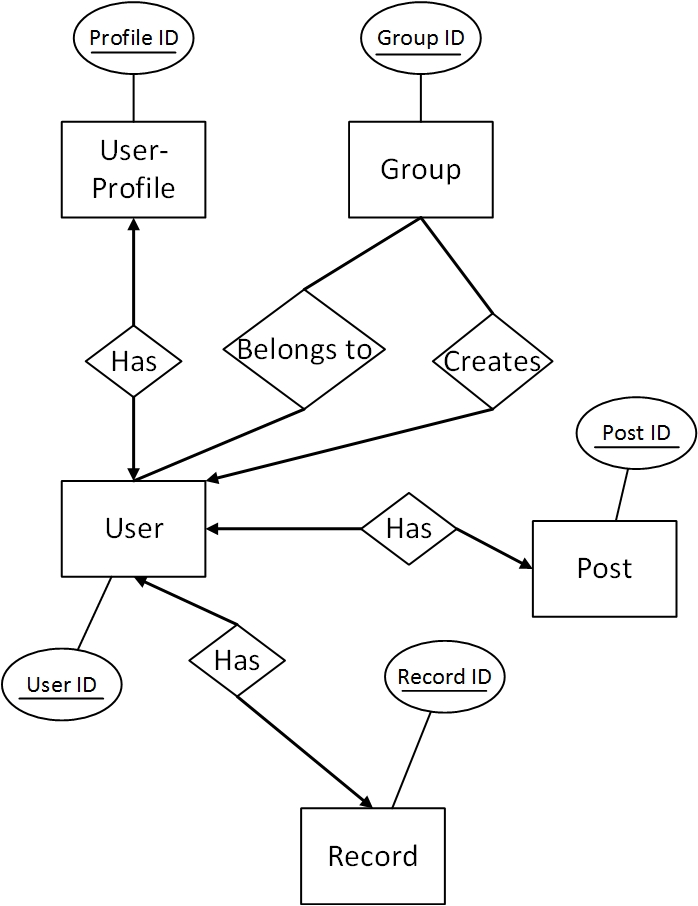 Profile ID
Group ID
User-
Profile
Group
Has
Belongs to
Creates
Post ID
User
Has
Post
Has
User ID
Record ID
Record